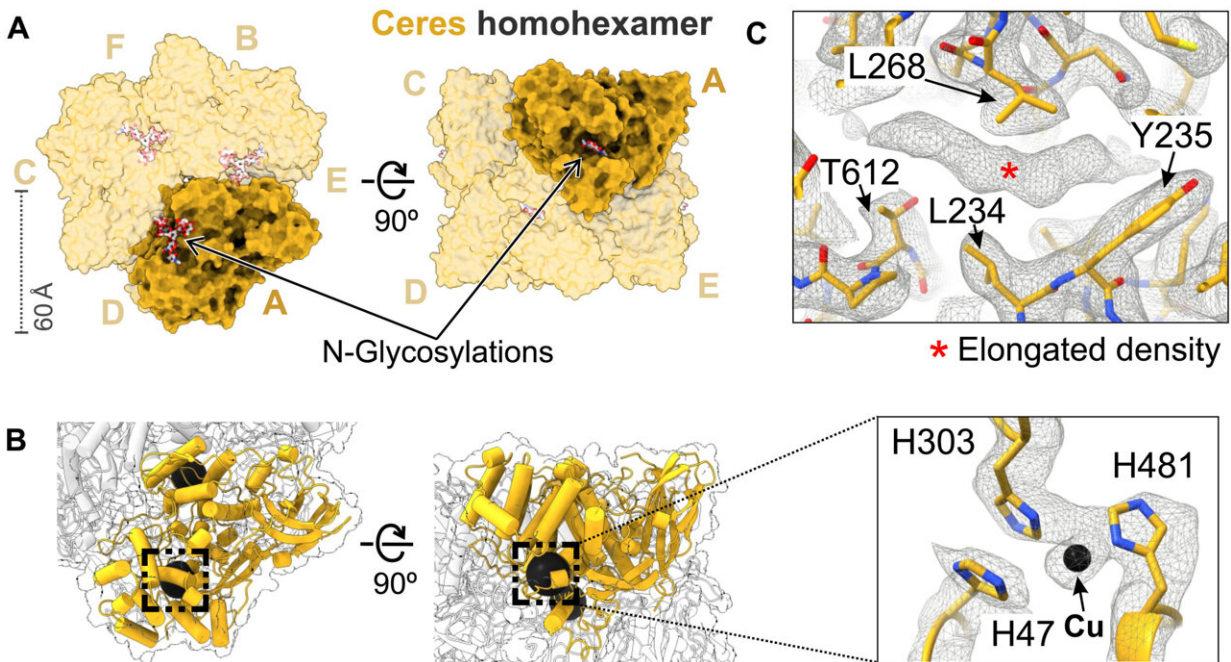 A
Ceres homohexamer
F
B
C
E
D
A
60 Å
90º
C
A
D
E
N-Glycosylations
C
L268
Y235
T612
L234
*
* Elongated density
B
90º
H303
H481
H47
Cu